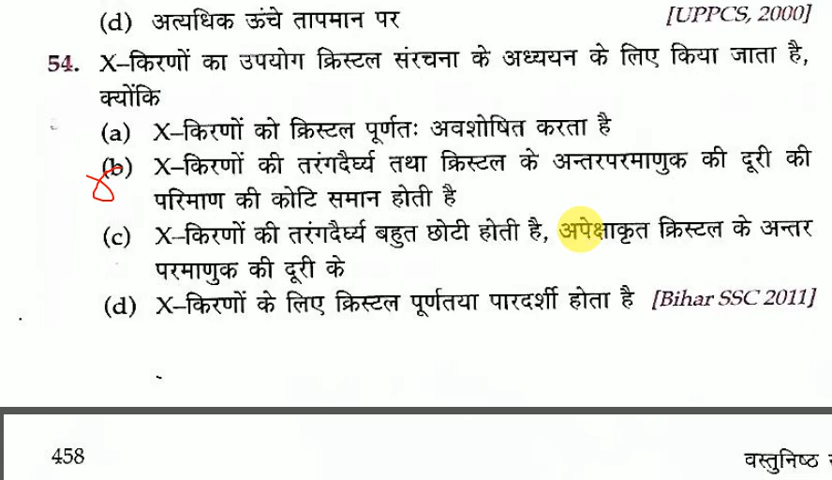 (d) अत्यधिक ऊंचे तापमान पर [UPPCS, 2000]
54. X–किरणों का उपयोग क्रिस्टल संरचना के अध्ययन के लिए किया जाता है,
क्योंकि
(a) X–किरणों को क्रिस्टल पूर्णतः अवशोषित करता है
(b) X–किरणों की तरंगदैर्घ्य तथा क्रिस्टल के अन्तरपरमाणुक की दूरी की
परिमाण की कोटि समान होती है
(c) X–किरणों की तरंगदैर्घ्य बहुत छोटी होती है, अपेक्षाकृत क्रिस्टल के अन्तर
परमाणुक की दूरी के
(d) X–किरणों के लिए क्रिस्टल पूर्णतया पारदर्शी होता है [Bihar SSC 2011]
458 वस्तुनिष्ठ